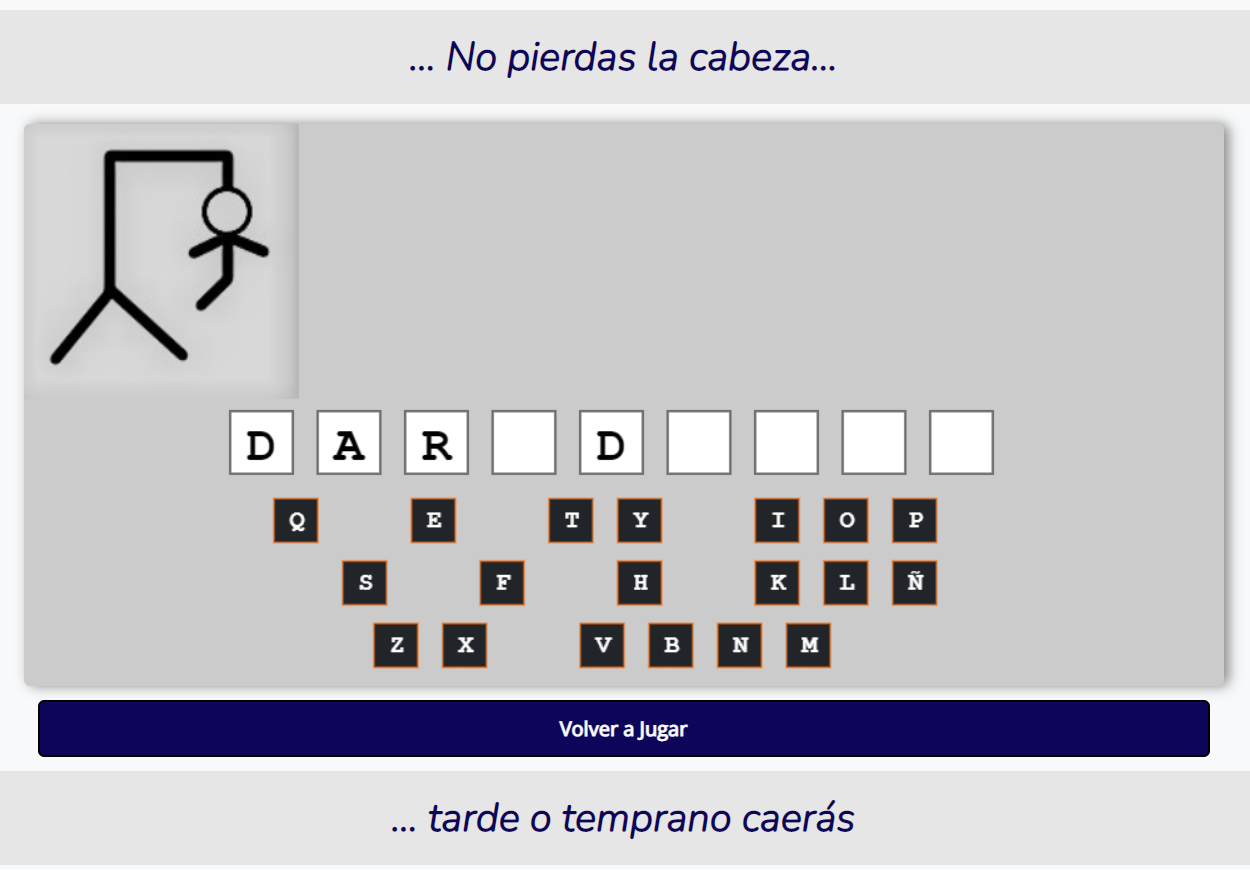 ... No pierdas la cabeza...
D A R D
Q E T Y I O P
S F H K L Ñ
Z X V B N M
Volver a Jugar
... tarde o temprano caerás